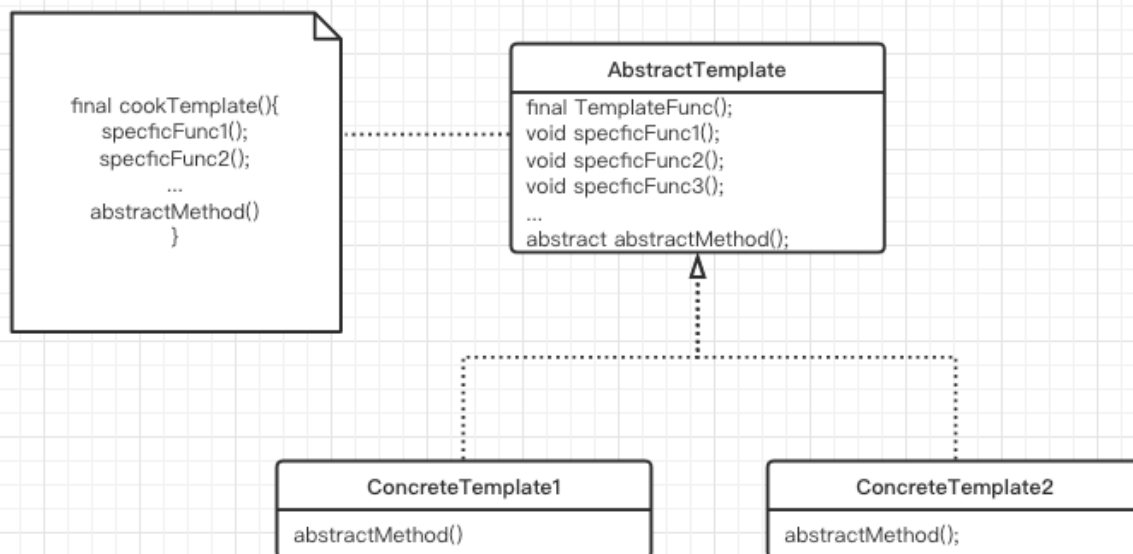 final cookTemplate(){
specficFunc1();
specficFunc2();
...
abstractMethod()
}
AbstractTemplate
final TemplateFunc();
void specficFunc1();
void specficFunc2();
void specficFunc3();
...
abstract abstractMethod();
ConcreteTemplate1
abstractMethod()
ConcreteTemplate2
abstractMethod();